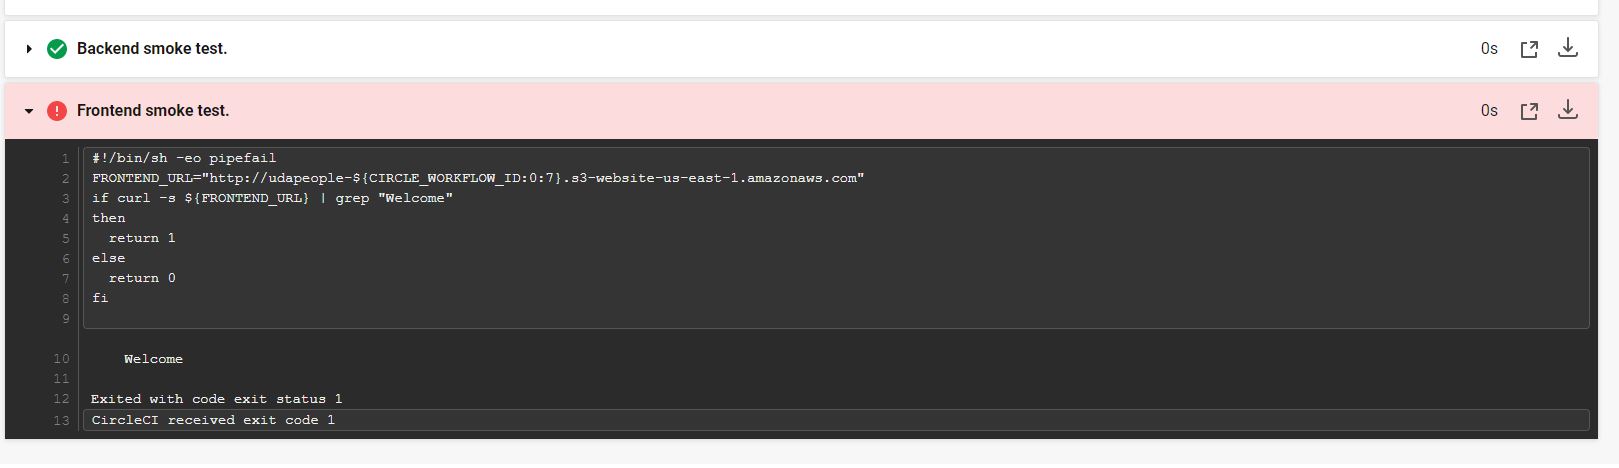 Backend smoke test.
0s
Frontend smoke test.
0s
1 #!/bin/sh -eo pipefail
2 FRONTEND_URL="http://udapeople-${CIRCLE_WORKFLOW_ID:0:7}.s3-website-us-east-1.amazonaws.com"
3 if curl -s ${FRONTEND_URL} | grep "Welcome"
4 then
5   return 1
6 else
7   return 0
8 fi
9
10     Welcome
11
12 Exited with code exit status 1
13 CircleCI received exit code 1